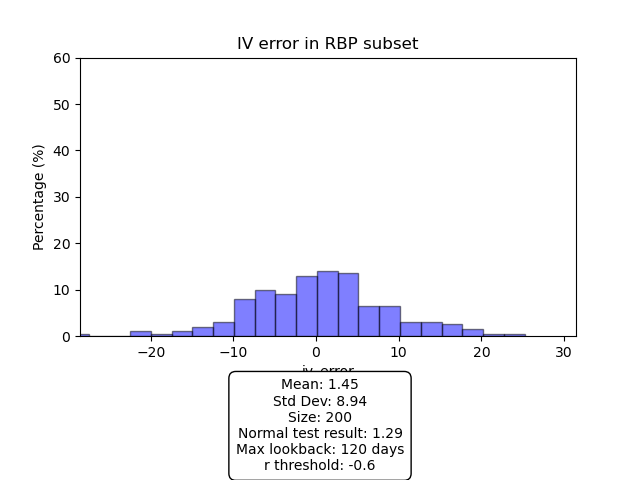 IV error in RBP subset
60
50
40
30
20
10
0
Percentage (%)
−20
−10
0
10
20
30
iv_error
Mean: 1.45
Std Dev: 8.94
Size: 200
Normal test result: 1.29
Max lookback: 120 days
r threshold: -0.6